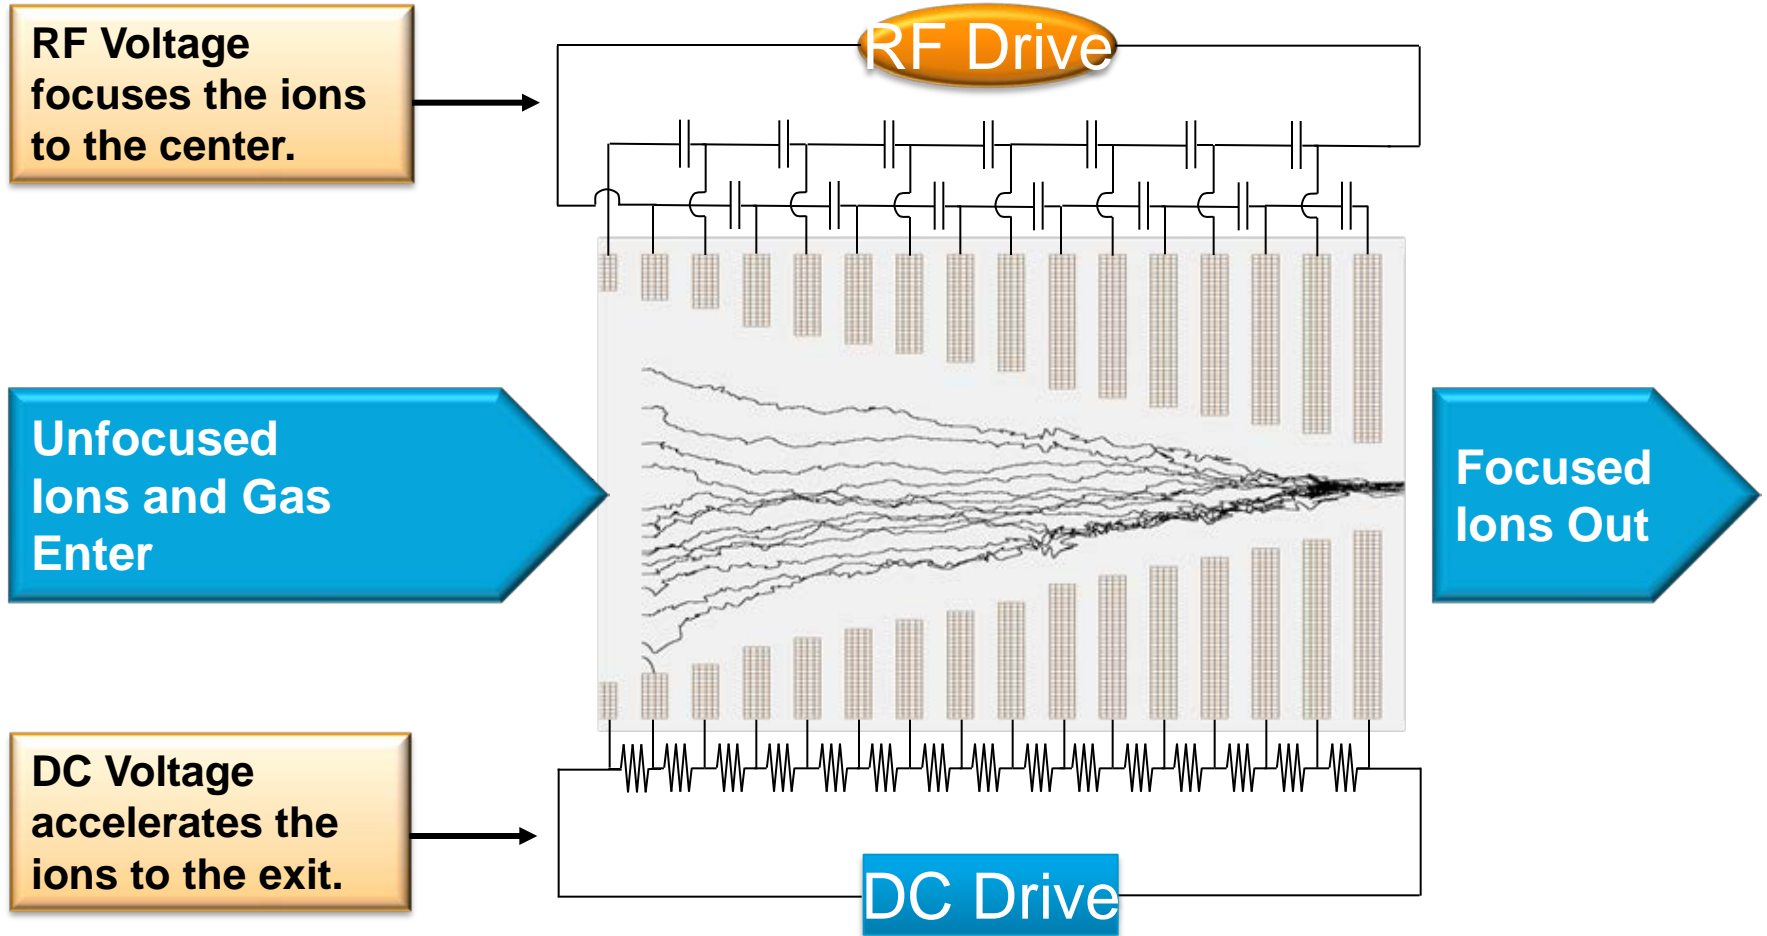 RF Voltage
focuses the ions
to the center.
RF Drive
Unfocused
Ions and Gas
Enter
Focused
Ions Out
DC Voltage
accelerates the
ions to the exit.
DC Drive